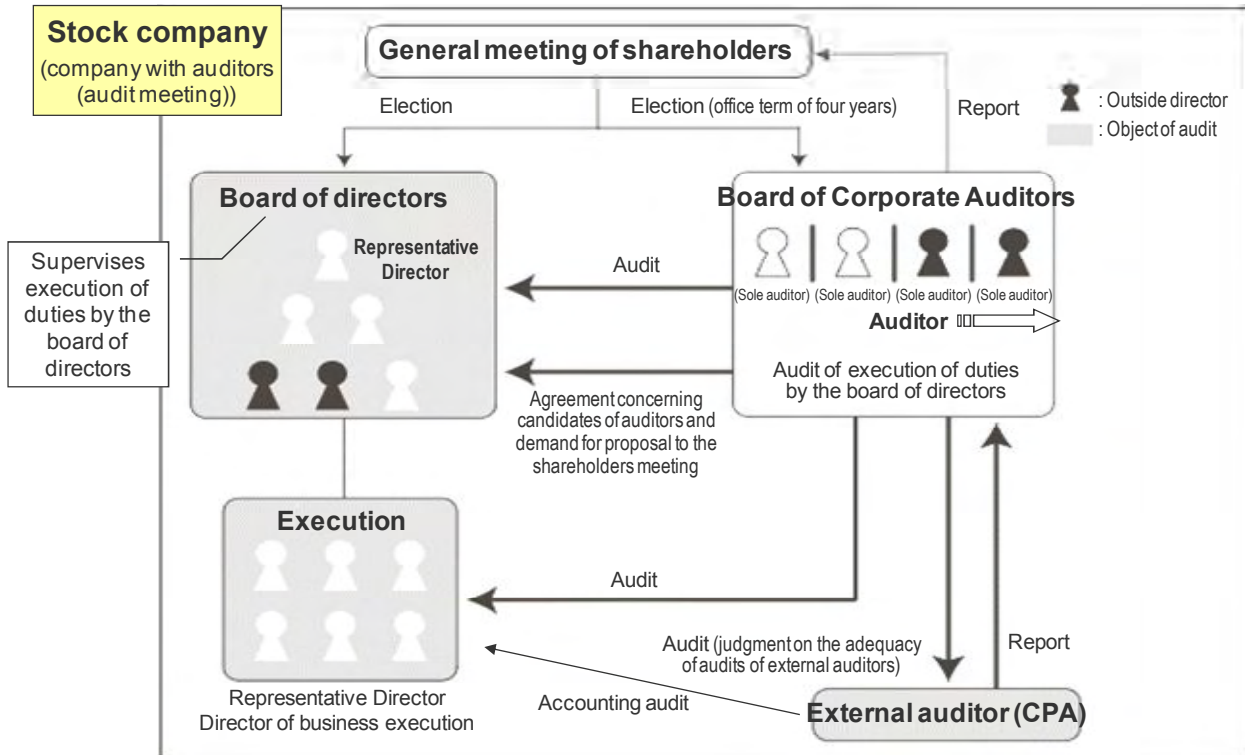 Stock company
(company with auditors
(audit meeting))
General meeting of shareholders
Election
Election (office term of four years)
Report
: Outside director
: Object of audit
Board of directors
Representative
Director
Supervises
execution of
duties by the
board of
directors
Audit
Board of Corporate Auditors
(Sole auditor) (Sole auditor) (Sole auditor) (Sole auditor)
Auditor
Audit of execution of duties
by the board of directors
Agreement concerning
candidates of auditors and
demand for proposal to the
shareholders meeting
Execution
Audit
Audit (judgment on the adequacy
of audits of external auditors)
Report
Representative Director
Director of business execution
Accounting audit
External auditor (CPA)